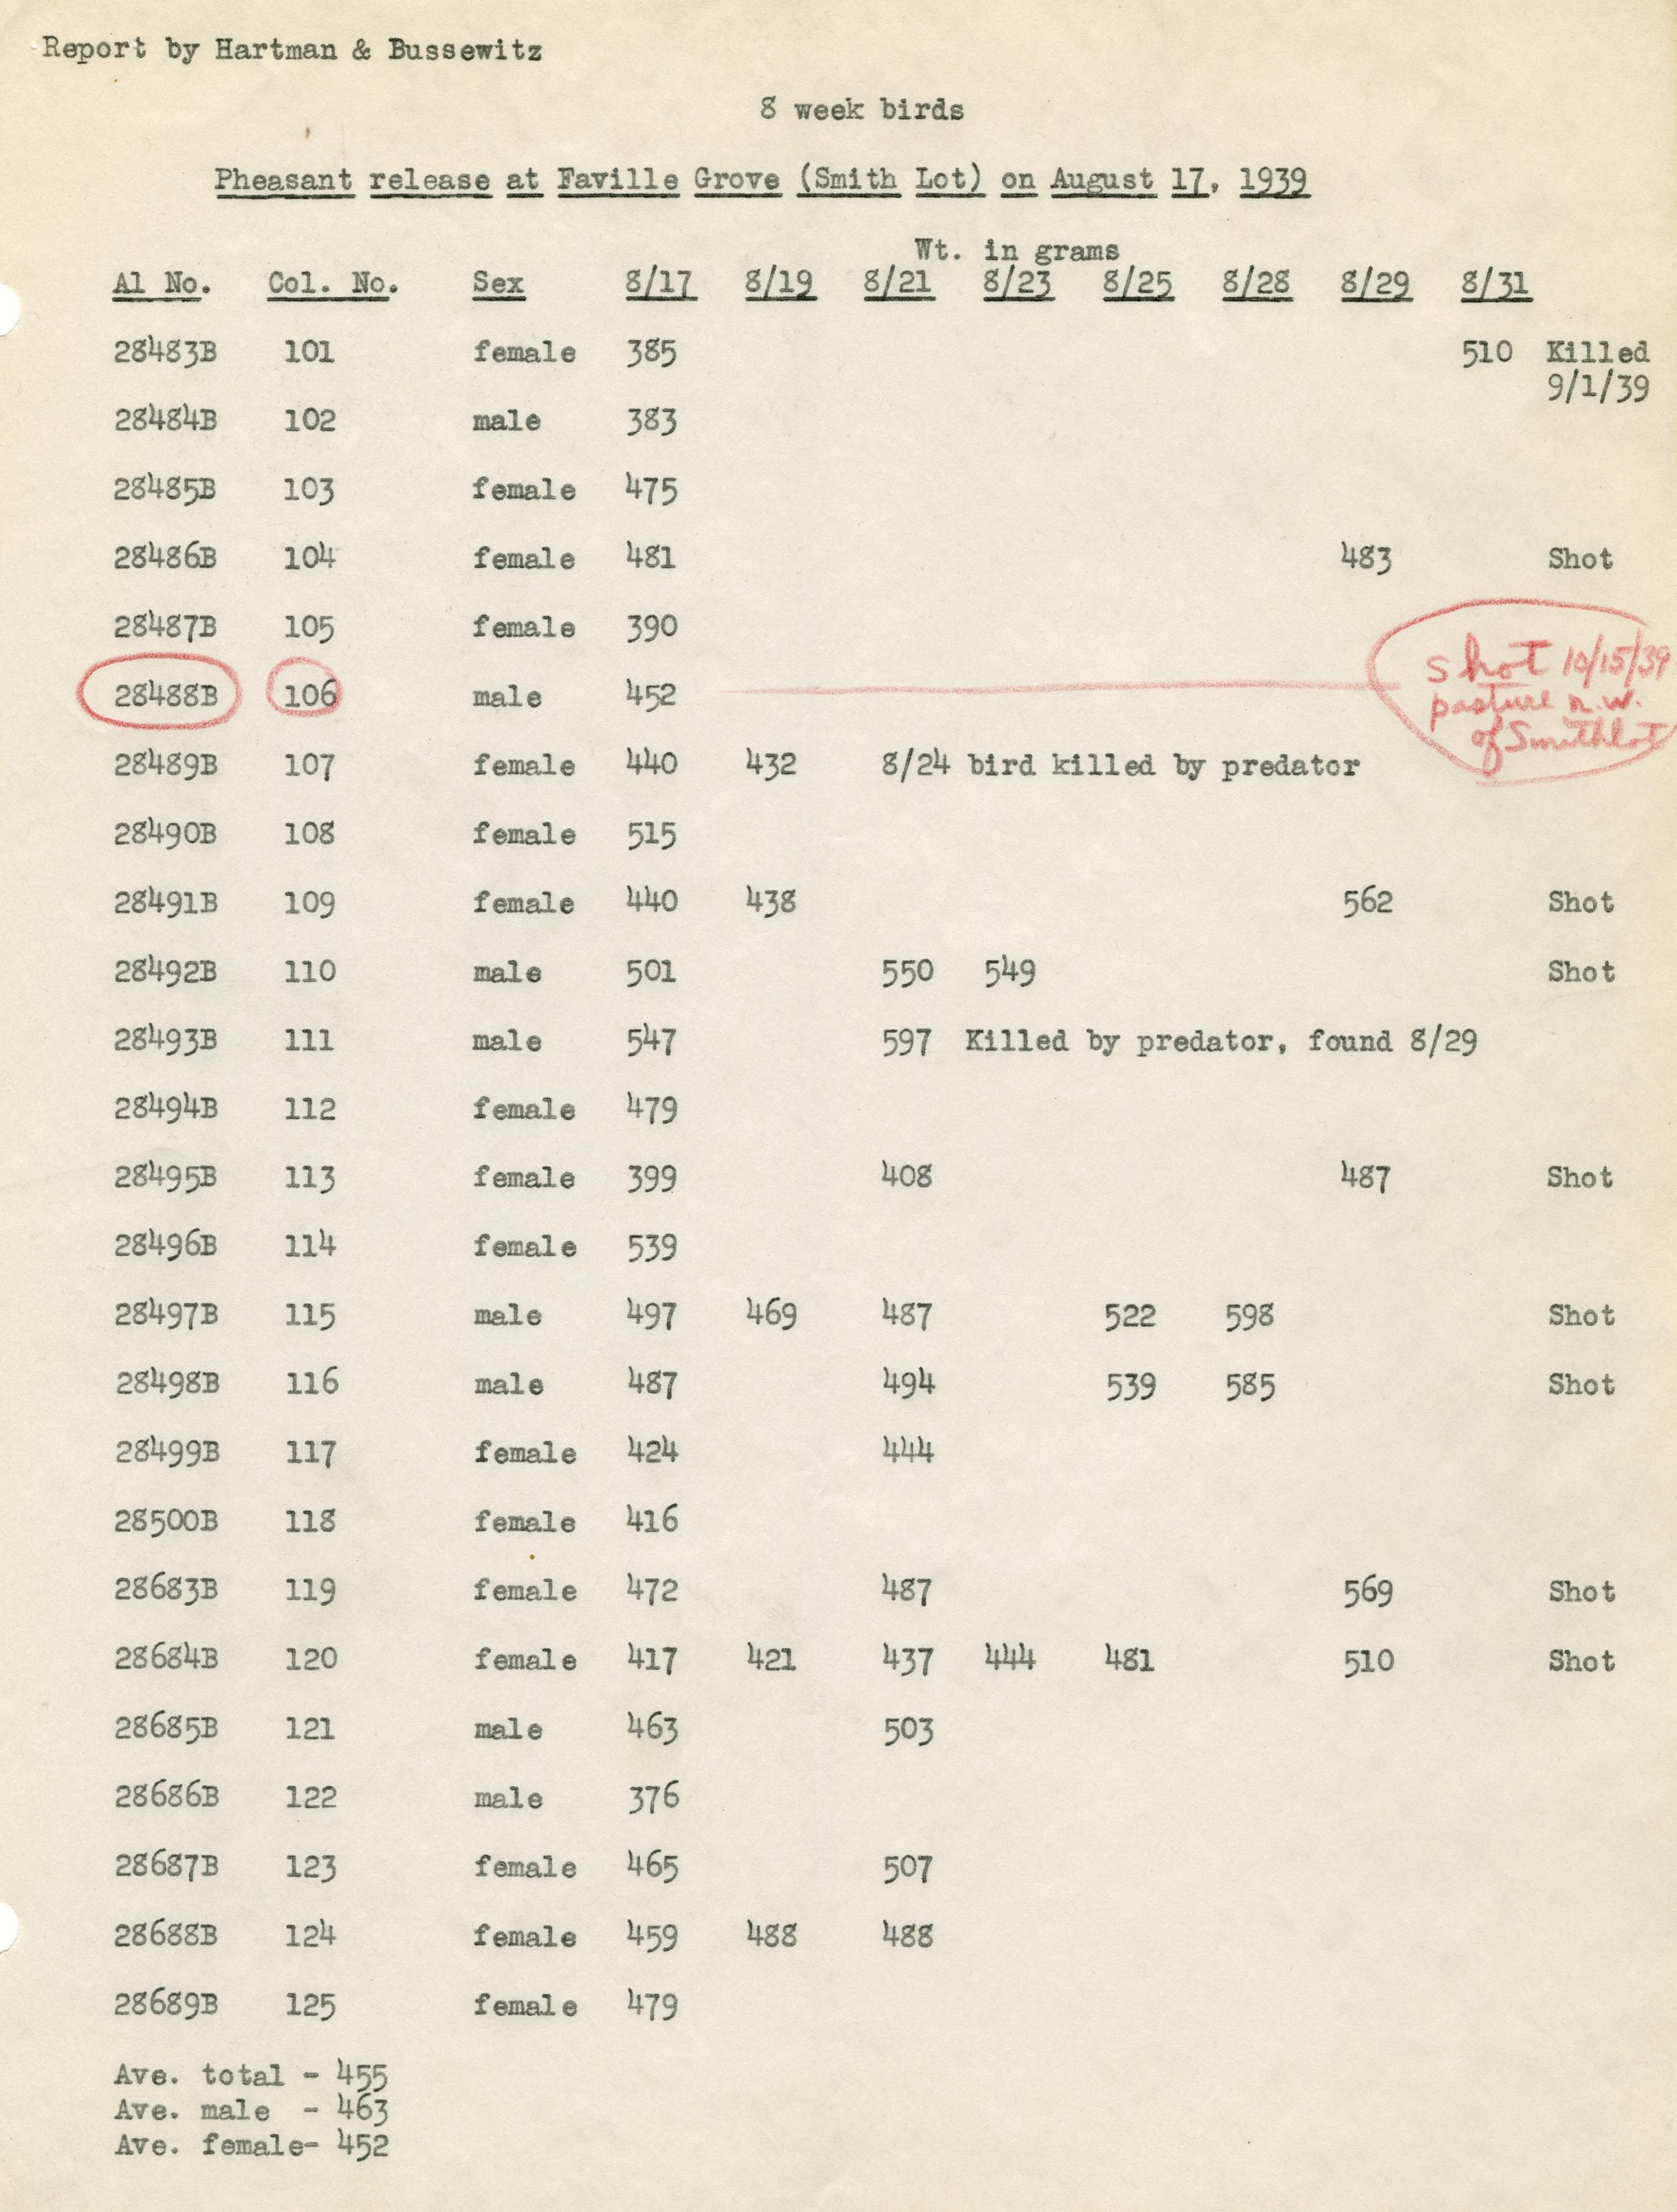 Report by Hartman & Bussewitz
8 week birds
Pheasant release at Faville Grove (Smith Lot) on August 17, 1939
Wt. in grams
Al No. Col. No. Sex 8/17 8/19 8/21 8/23 8/25 8/28 8/29 8/31
28483B 101 female 385 510 Killed
9/1/39
28484B 102 male 383
28485B 103 female 475
28486B 104 female 481 483 Shot
28487B 105 female 390
28488B 106 male 452 shot 10/15/39
pasture n.w.
of Smith lot
28489B 107 female 440 432 8/24 bird killed by predator
28490B 108 female 515
28491B 109 female 440 438 562 Shot
28492B 110 male 501 550 549 Shot
28493B 111 male 547 597 Killed by predator, found 8/29
28494B 112 female 479
28495B 113 female 399 408 487 Shot
28496B 114 female 539
28497B 115 male 497 469 487 522 598 Shot
28498B 116 male 487 494 539 585 Shot
28499B 117 female 424 444
28500B 118 female 416
28683B 119 female 472 487 569 Shot
28684B 120 female 417 421 437 444 481 510 Shot
28685B 121 male 463 503
28686B 122 male 376
28687B 123 female 465 507
28688B 124 female 459 488 488
28689B 125 female 479
Ave. total - 455
Ave. male - 463
Ave. female- 452